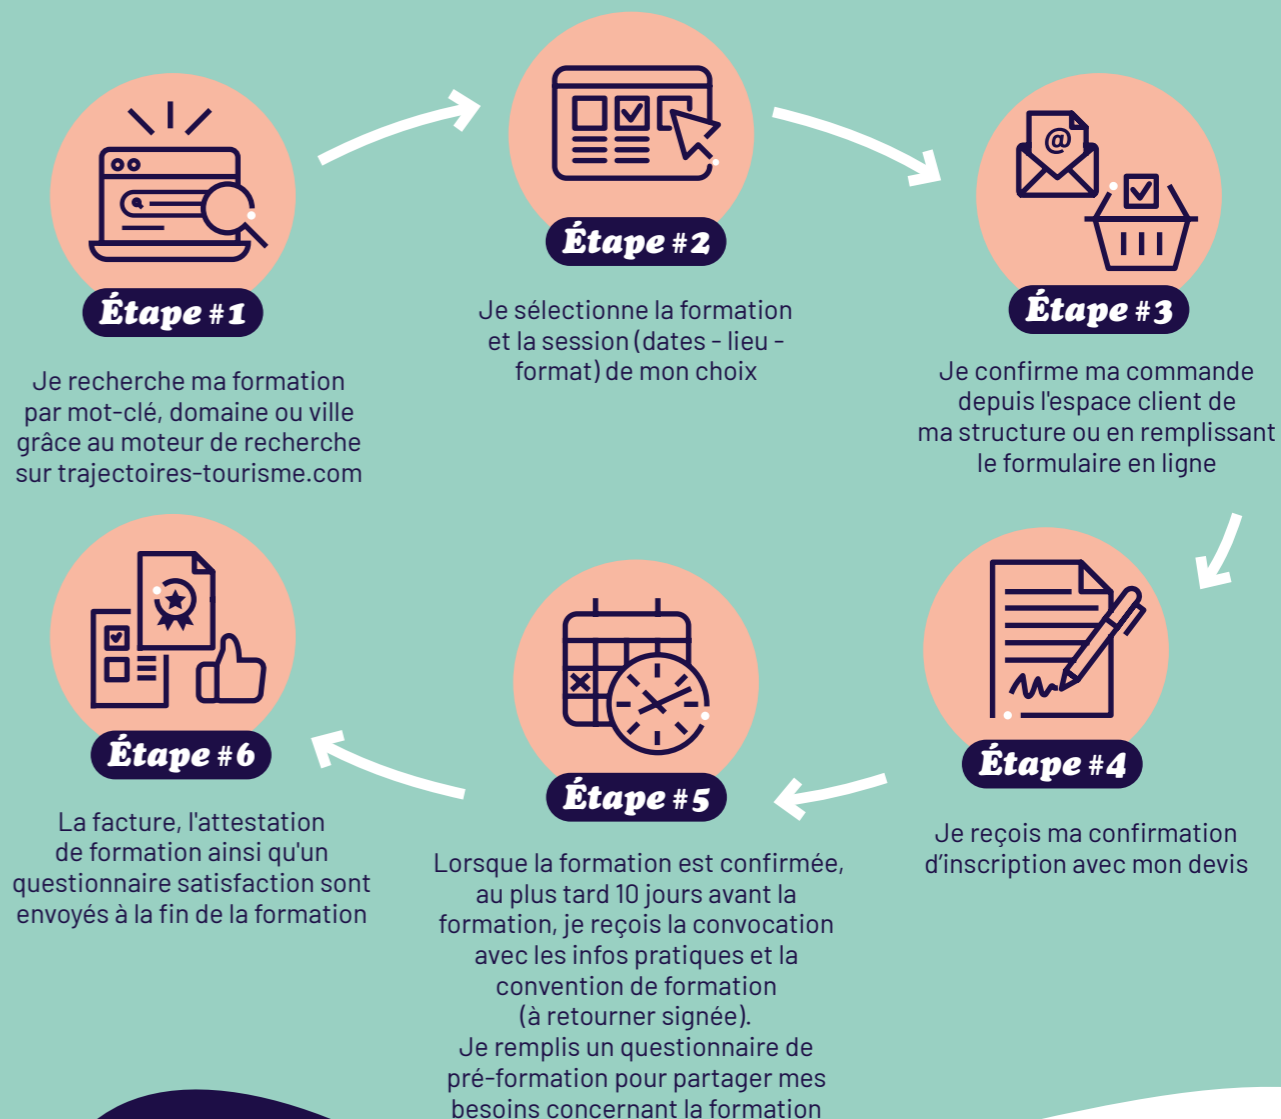 Étape #1
Je recherche ma formation
par mot-clé, domaine ou ville
grâce au moteur de recherche
sur trajectoires-tourisme.com
Étape #2
Je sélectionne la formation
et la session (dates - lieu -
format) de mon choix
@
Étape #3
Je confirme ma commande
depuis l'espace client de
ma structure ou en remplissant
le formulaire en ligne
Étape #4
Je reçois ma confirmation
d’inscription avec mon devis
Étape #5
Lorsque la formation est confirmée,
au plus tard 10 jours avant la
formation, je reçois la convocation
avec les infos pratiques et la
convention de formation
(à retourner signée).
Je remplis un questionnaire de
pré-formation pour partager mes
besoins concernant la formation
Étape #6
La facture, l'attestation
de formation ainsi qu'un
questionnaire satisfaction sont
envoyés à la fin de la formation